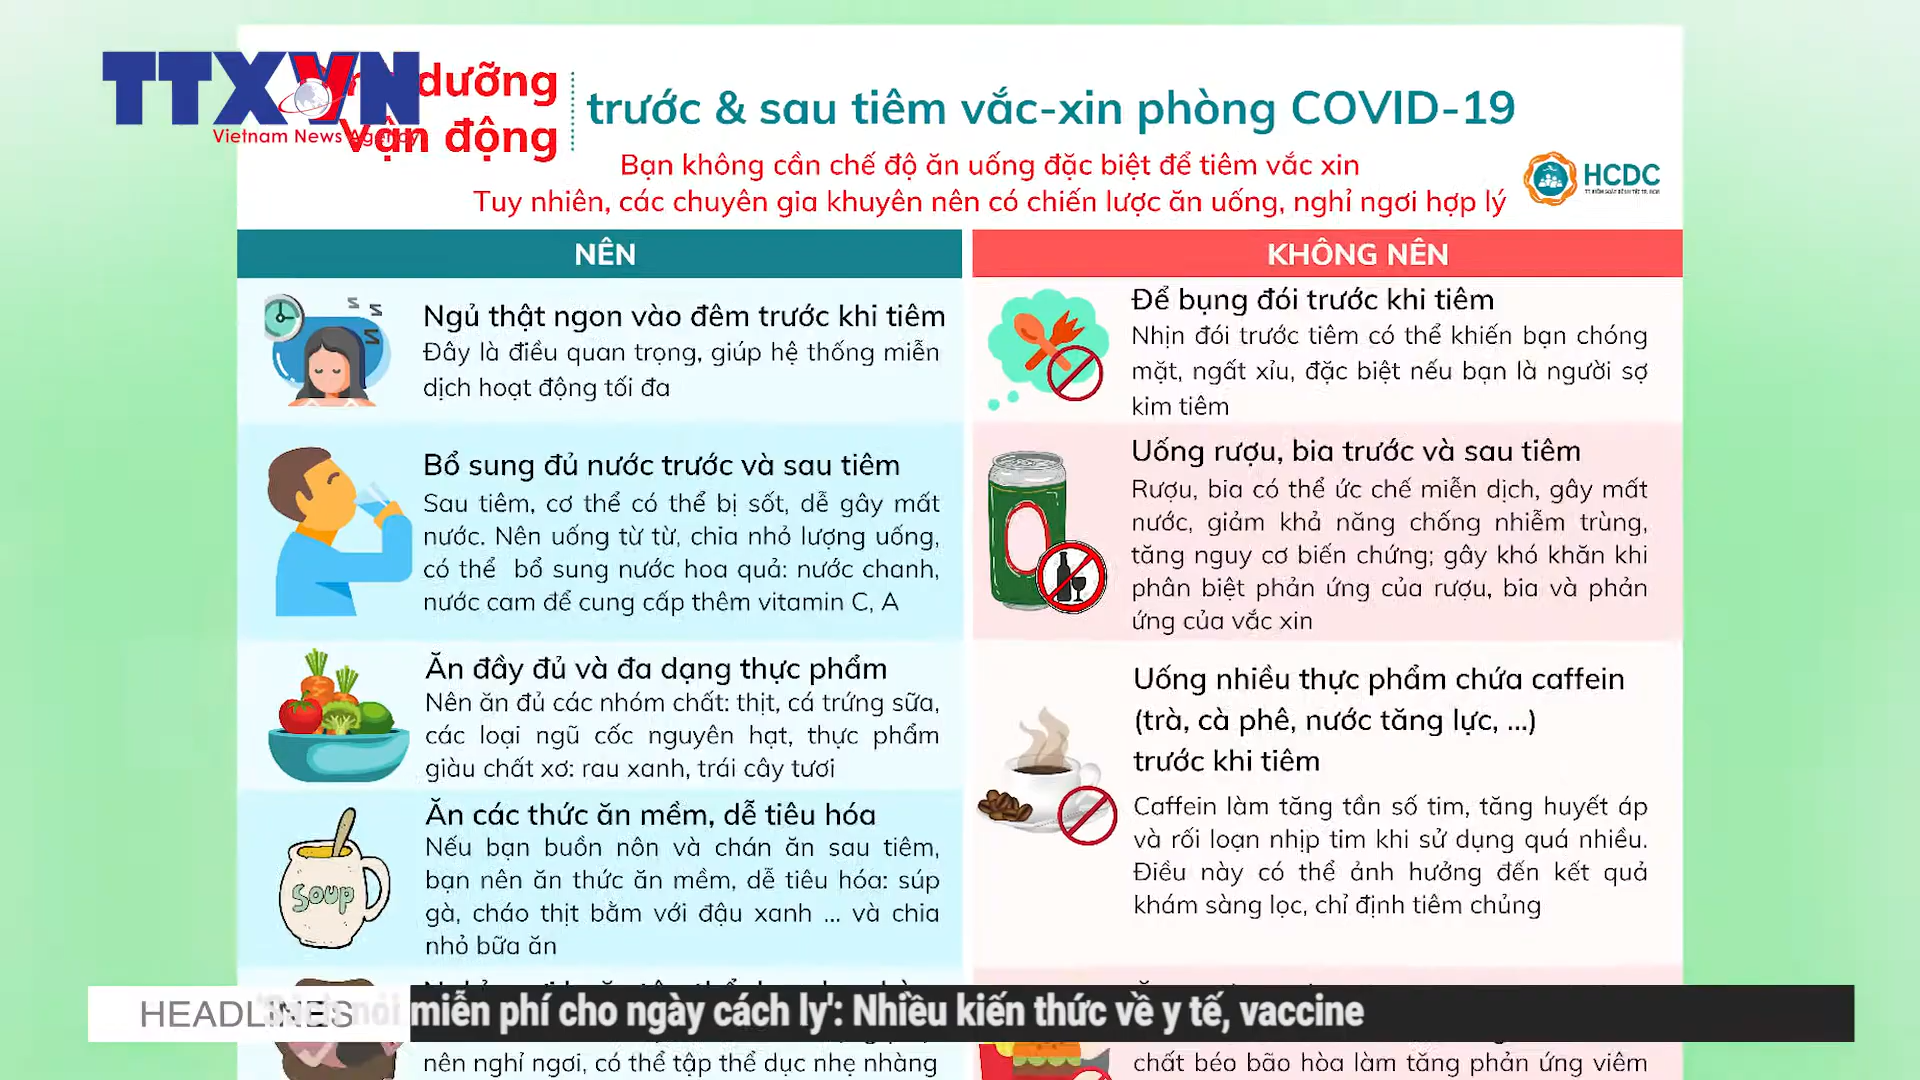 TTXVN
Vietnam News Agency
dưỡng
Vận động
trước & sau tiêm vắc-xin phòng COVID-19
Bạn không cần chế độ ăn uống đặc biệt để tiêm vắc xin
Tuy nhiên, các chuyên gia khuyên nên có chiến lược ăn uống, nghỉ ngơi hợp lý
HCDC
NÊN
Ngủ thật ngon vào đêm trước khi tiêm
Đây là điều quan trọng, giúp hệ thống miễn
dịch hoạt động tối đa
Bổ sung đủ nước trước và sau tiêm
Sau tiêm, cơ thể có thể bị sốt, dễ gây mất
nước. Nên uống từ từ, chia nhỏ lượng uống,
có thể bổ sung nước hoa quả: nước chanh,
nước cam để cung cấp thêm vitamin C, A
Ăn đầy đủ và đa dạng thực phẩm
Nên ăn đủ các nhóm chất: thịt, cá trứng sữa,
các loại ngũ cốc nguyên hạt, thực phẩm
giàu chất xơ: rau xanh, trái cây tươi
soup
Ăn các thức ăn mềm, dễ tiêu hóa
Nếu bạn buồn nôn và chán ăn sau tiêm,
bạn nên ăn thức ăn mềm, dễ tiêu hóa: súp
gà, cháo thịt bằm với đậu xanh ... và chia
nhỏ bữa ăn
nên nghỉ ngơi, có thể tập thể dục nhẹ nhàng
KHÔNG NÊN
Để bụng đói trước khi tiêm
Nhịn đói trước tiêm có thể khiến bạn chóng
mặt, ngất xỉu, đặc biệt nếu bạn là người sợ
kim tiêm
Uống rượu, bia trước và sau tiêm
Rượu, bia có thể ức chế miễn dịch, gây mất
nước, giảm khả năng chống nhiễm trùng,
tăng nguy cơ biến chứng; gây khó khăn khi
phân biệt phản ứng của rượu, bia và phản
ứng của vắc xin
Uống nhiều thực phẩm chứa caffein
(trà, cà phê, nước tăng lực, ...)
trước khi tiêm
Caffein làm tăng tần số tim, tăng huyết áp
và rối loạn nhịp tim khi sử dụng quá nhiều.
Điều này có thể ảnh hưởng đến kết quả
khám sàng lọc, chỉ định tiêm chủng
chất béo bão hòa làm tăng phản ứng viêm
HEADLINES
nói miễn phí cho ngày cách ly': Nhiều kiến thức về y tế, vaccine